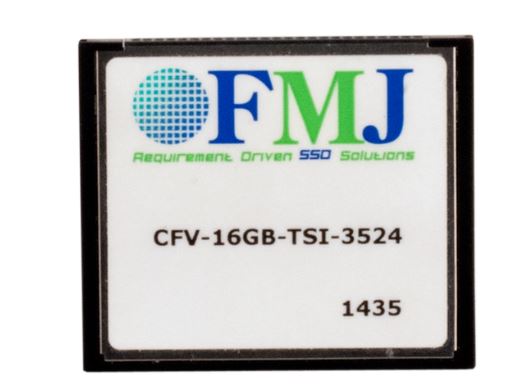 FMJ
Requirement Driven SSD Solutions
CFV-16GB-TSI-3524
1435